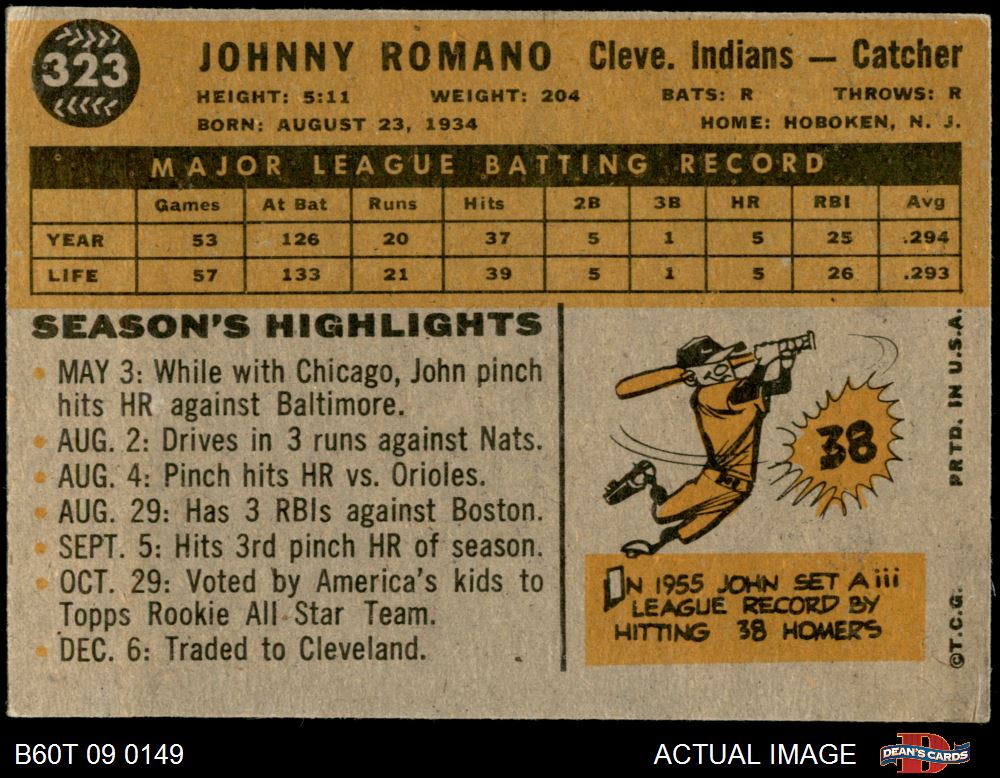 323
JOHNNY ROMANO Cleve. Indians — Catcher
HEIGHT: 5:11 WEIGHT: 204 BATS: R THROWS: R
BORN: AUGUST 23, 1934 HOME: HOBOKEN, N. J.
MAJOR LEAGUE BATTING RECORD
Games At Bat Runs Hits 2B 3B HR RBI Avg
YEAR 53 126 20 37 5 1 5 25 .294
LIFE 57 133 21 39 5 1 5 26 .293
SEASON'S HIGHLIGHTS
• MAY 3: While with Chicago, John pinch
hits HR against Baltimore.
• AUG. 2: Drives in 3 runs against Nats.
• AUG. 4: Pinch hits HR vs. Orioles.
• AUG. 29: Has 3 RBIs against Boston.
• SEPT. 5: Hits 3rd pinch HR of season.
• OCT. 29: Voted by America's kids to
Topps Rookie All Star Team.
• DEC. 6: Traded to Cleveland.
38
IN 1955 JOHN SET A iii
LEAGUE RECORD BY
HITTING 38 HOMERS
©T.C.G. PRTD. IN U.S.A.
B60T 09 0149 ACTUAL IMAGE
DEAN'S CARDS